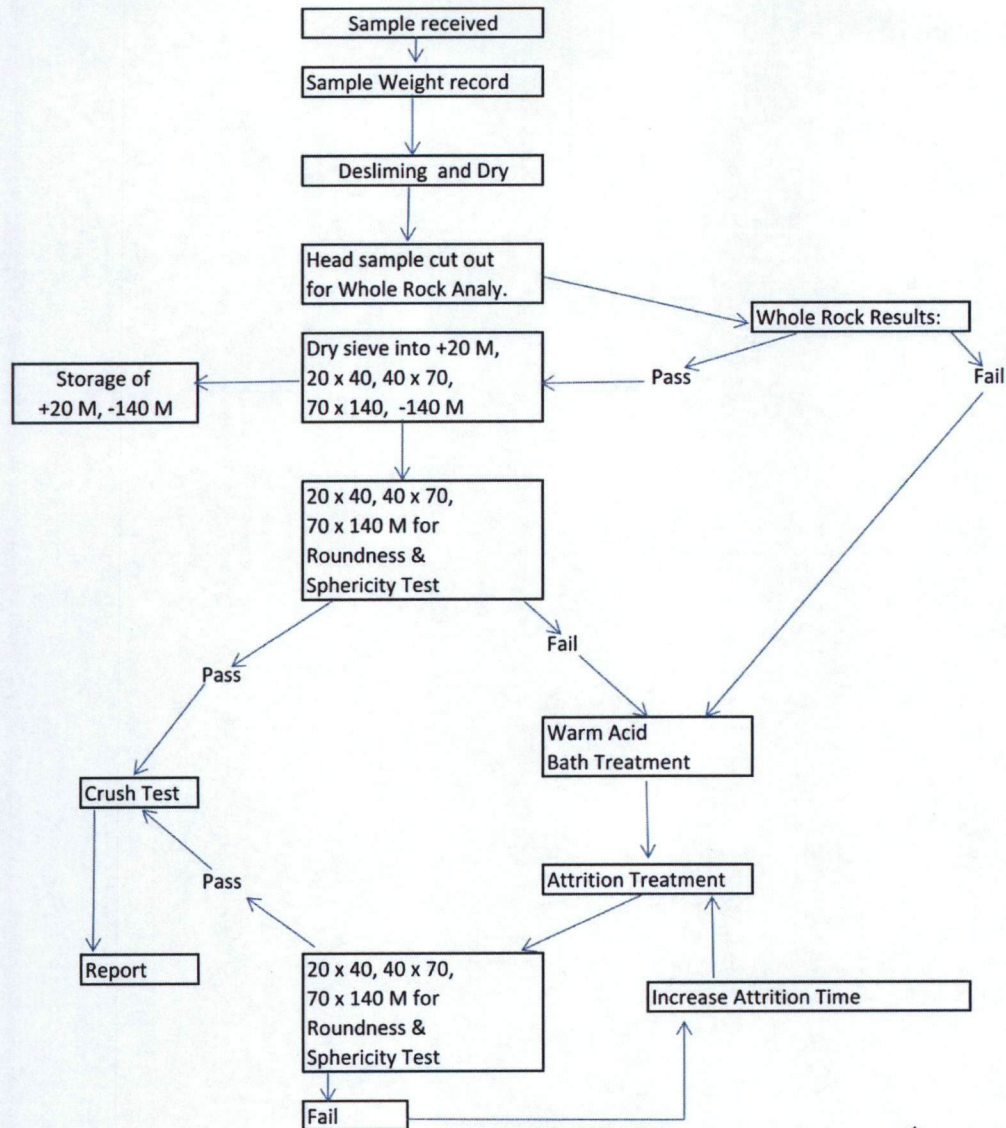 Sample received
Sample Weight record
Desliming and Dry
Head sample cut out
for Whole Rock Analy.
Whole Rock Results:
Dry sieve into +20 M,
20 x 40, 40 x 70,
70 x 140, -140 M
Storage of
+20 M, -140 M
Pass
Fail
20 x 40, 40 x 70,
70 x 140 M for
Roundness &
Sphericity Test
Fail
Pass
Warm Acid
Bath Treatment
Crush Test
Attrition Treatment
Pass
Report
20 x 40, 40 x 70,
70 x 140 M for
Roundness &
Sphericity Test
Increase Attrition Time
Fail